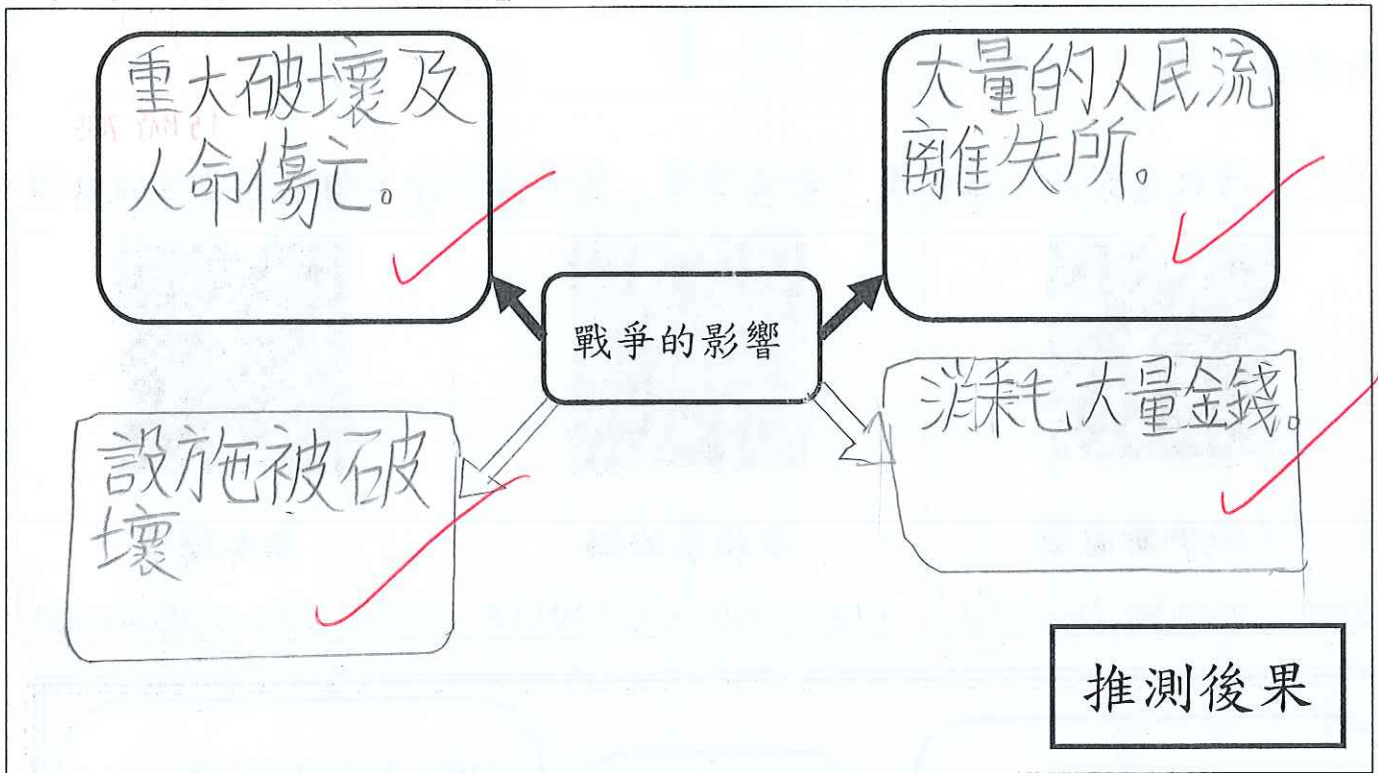 重大破壞及
人命傷亡。
大量的人民流
離失所。
戰爭的影響
設施被破
壞
消耗大量金錢。
推測後果